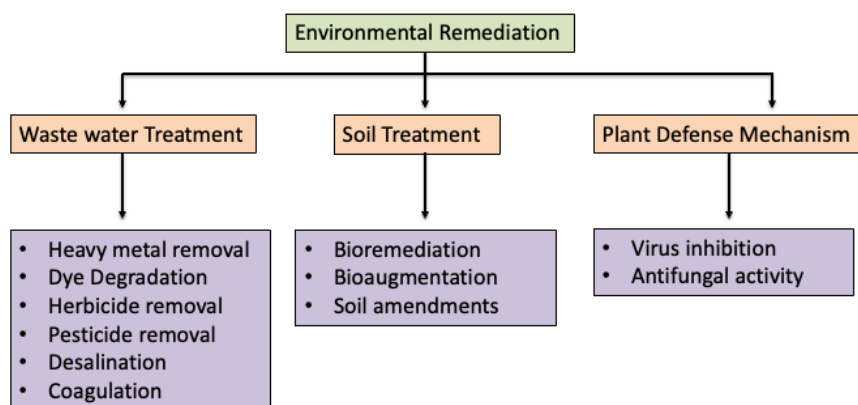 Environmental Remediation
Waste water Treatment
Soil Treatment
Plant Defense Mechanism
• Heavy metal removal
• Dye Degradation
• Herbicide removal
• Pesticide removal
• Desalination
• Coagulation
• Bioremediation
• Bioaugmentation
• Soil amendments
• Virus inhibition
• Antifungal activity